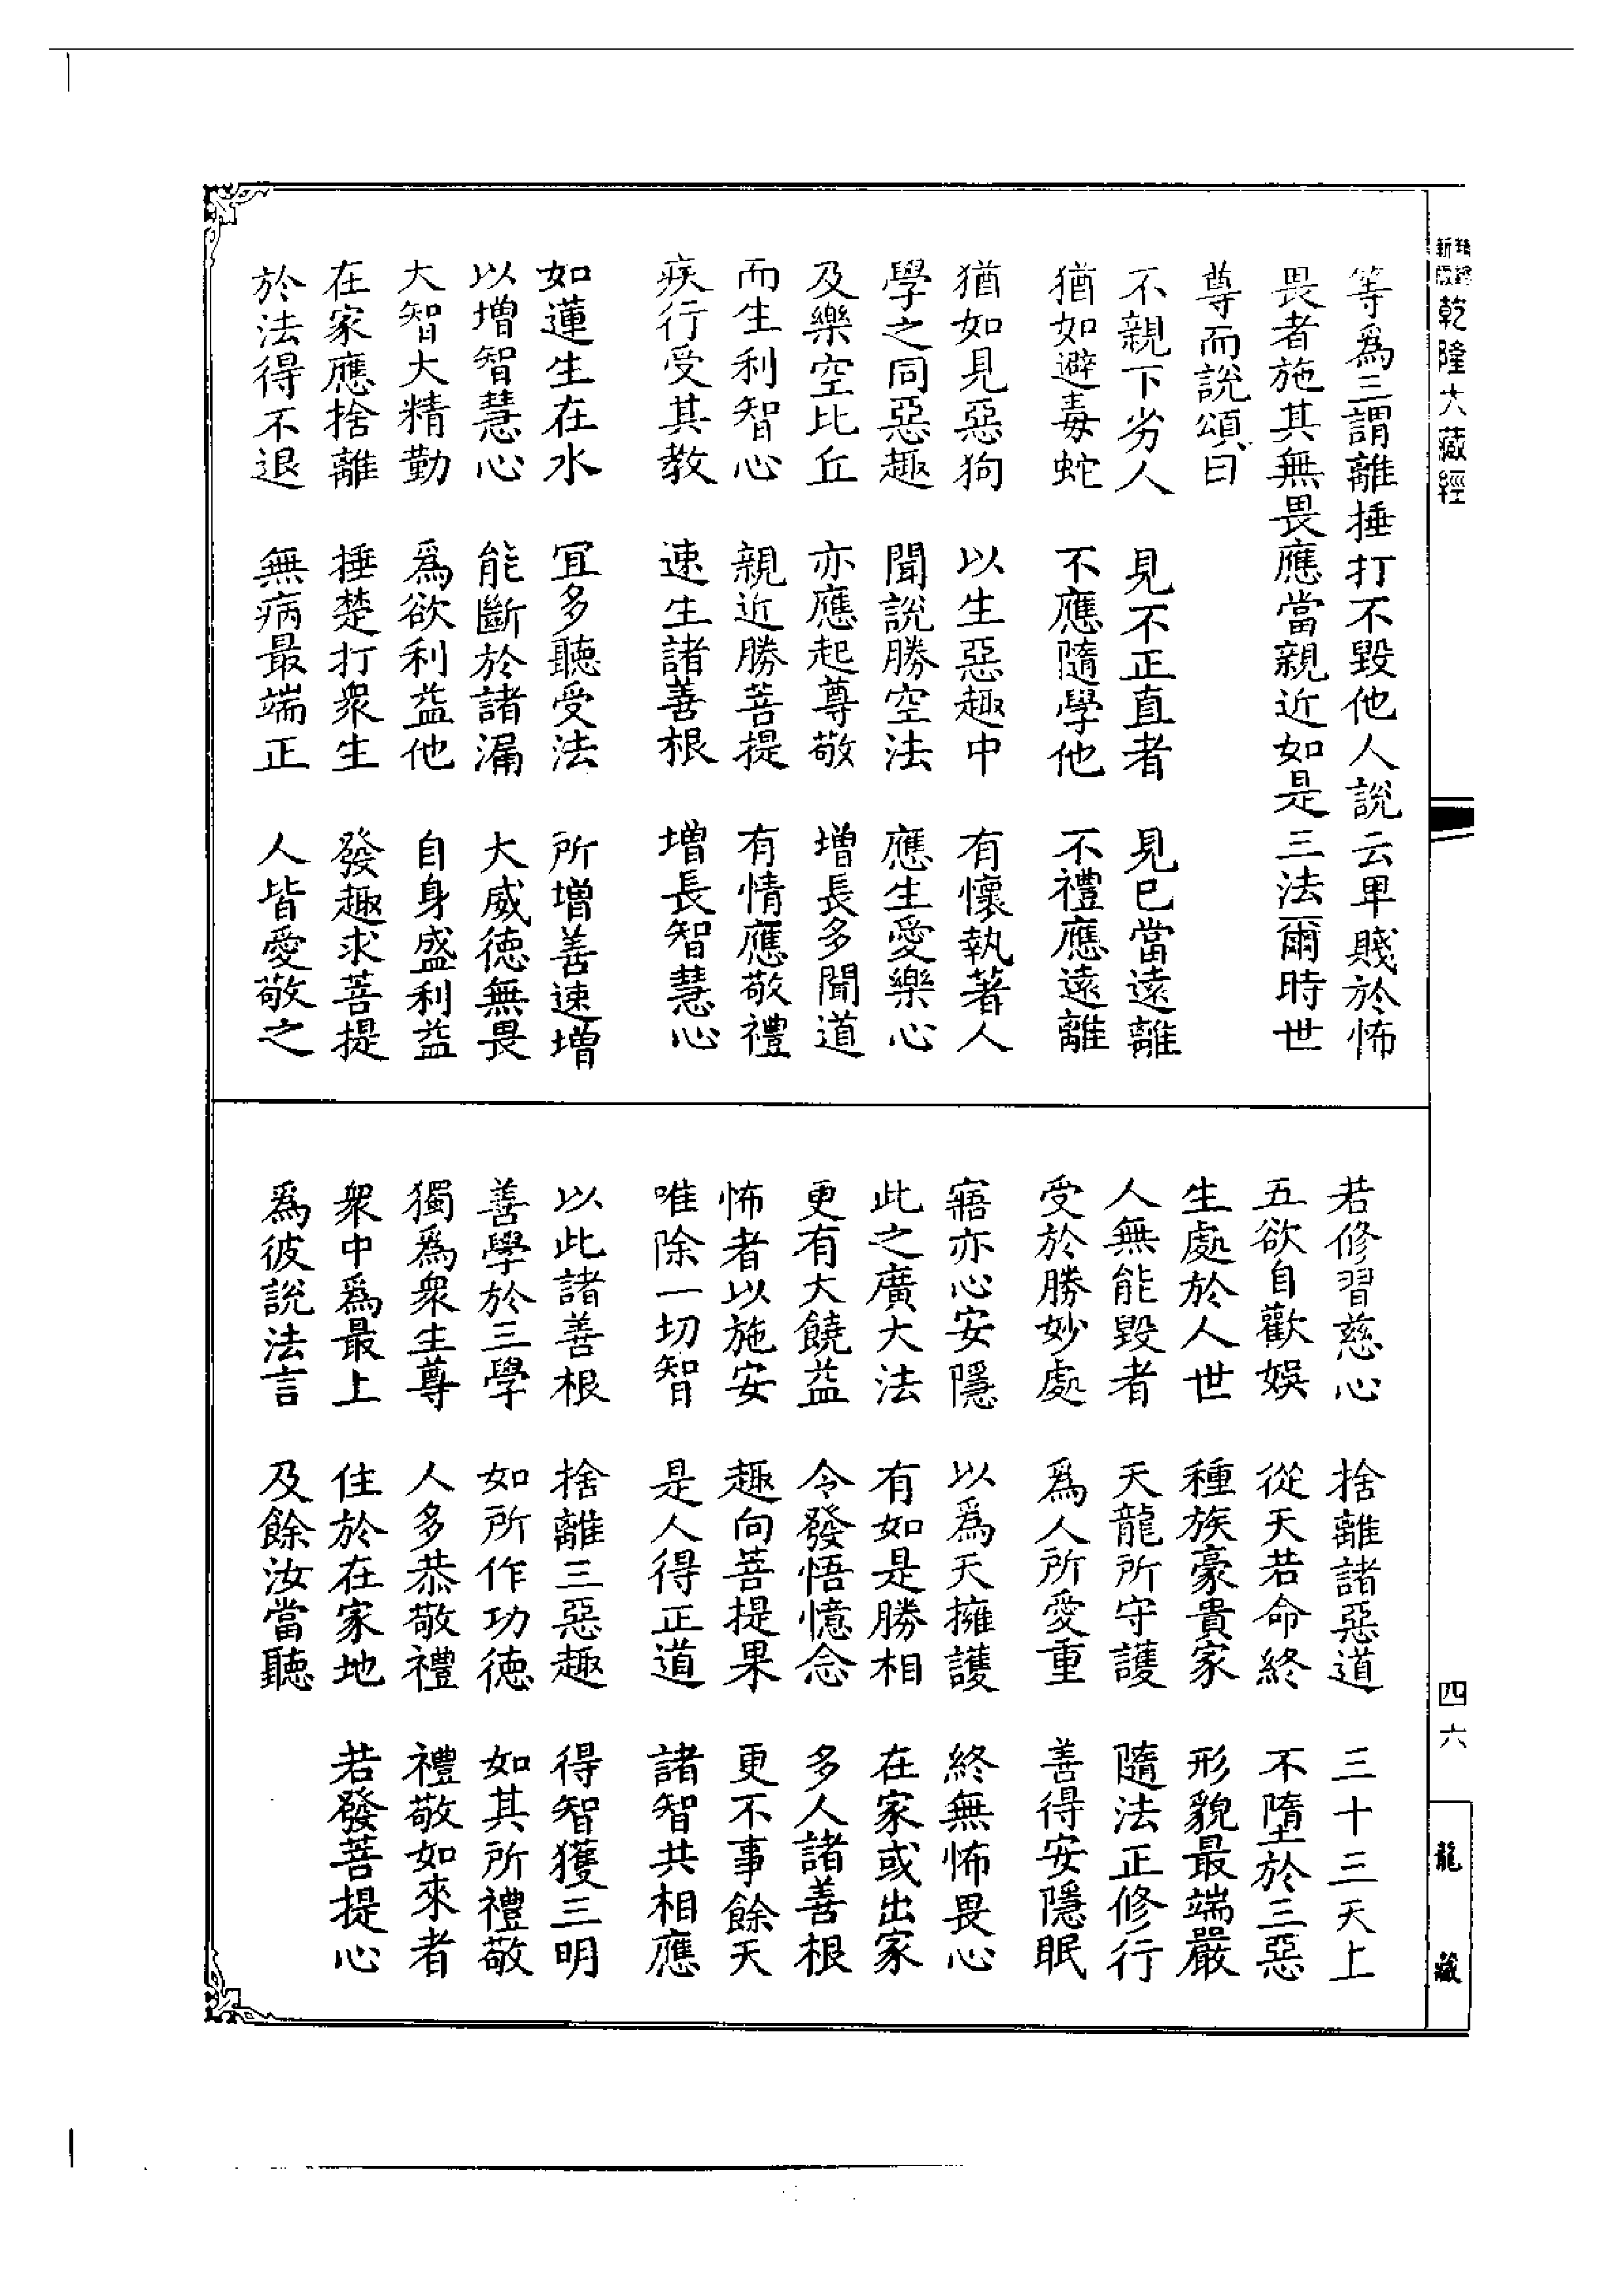 乾隆大藏經
等爲三謂離捶打不毀他人說云卑賤於怖
畏者施其無畏應當親近如是三法爾時世
尊而說頌曰
不親下劣人　見不正直者　見已當遠離
猶如避毒蛇　不應隨學他　不禮應遠離
猶如見惡狗　以生惡趣中　有懷執著人
學之同惡趣　聞說勝空法　應生愛樂心
及樂空比丘　亦應起尊敬　增長多聞道
而生利智心　親近勝菩提　有情應敬禮
疾行受其教　速生諸善根　增長智慧心
如蓮生在水　宜多聽受法　所增善速增
以增智慧心　能斷於諸漏　大威德無畏
大智大精勤　爲欲利益他　自身盛利益
在家應捨離　捶楚打衆生　發趣求菩提
於法得不退　無病最端正　人皆愛敬之
若修習慈心　捨離諸惡道　三十三天上
五欲自歡娛　從天若命終　不墮於三惡
生處於人世　種族豪貴家　形貌最端嚴
人無能毀者　天龍所守護　隨法正修行
受於勝妙處　爲人所愛重　善得安隱眠
寤亦心安隱　以爲天擁護　終無怖畏心
此之廣大法　有如是勝相　在家或出家
更有大饒益　令發悟憶念　多人諸善根
怖者以施安　趣向菩提果　更不事餘天
唯除一切智　是人得正道　諸智共相應
以此諸善根　捨離三惡趣　得智獲三明
善學於三學　如所作功德　如其所禮敬
獨爲衆生尊　人多恭敬禮　禮敬如來者
衆中爲最上　住於在家地　若發菩提心
爲彼說法言　及餘汝當聽
四六
龍藏